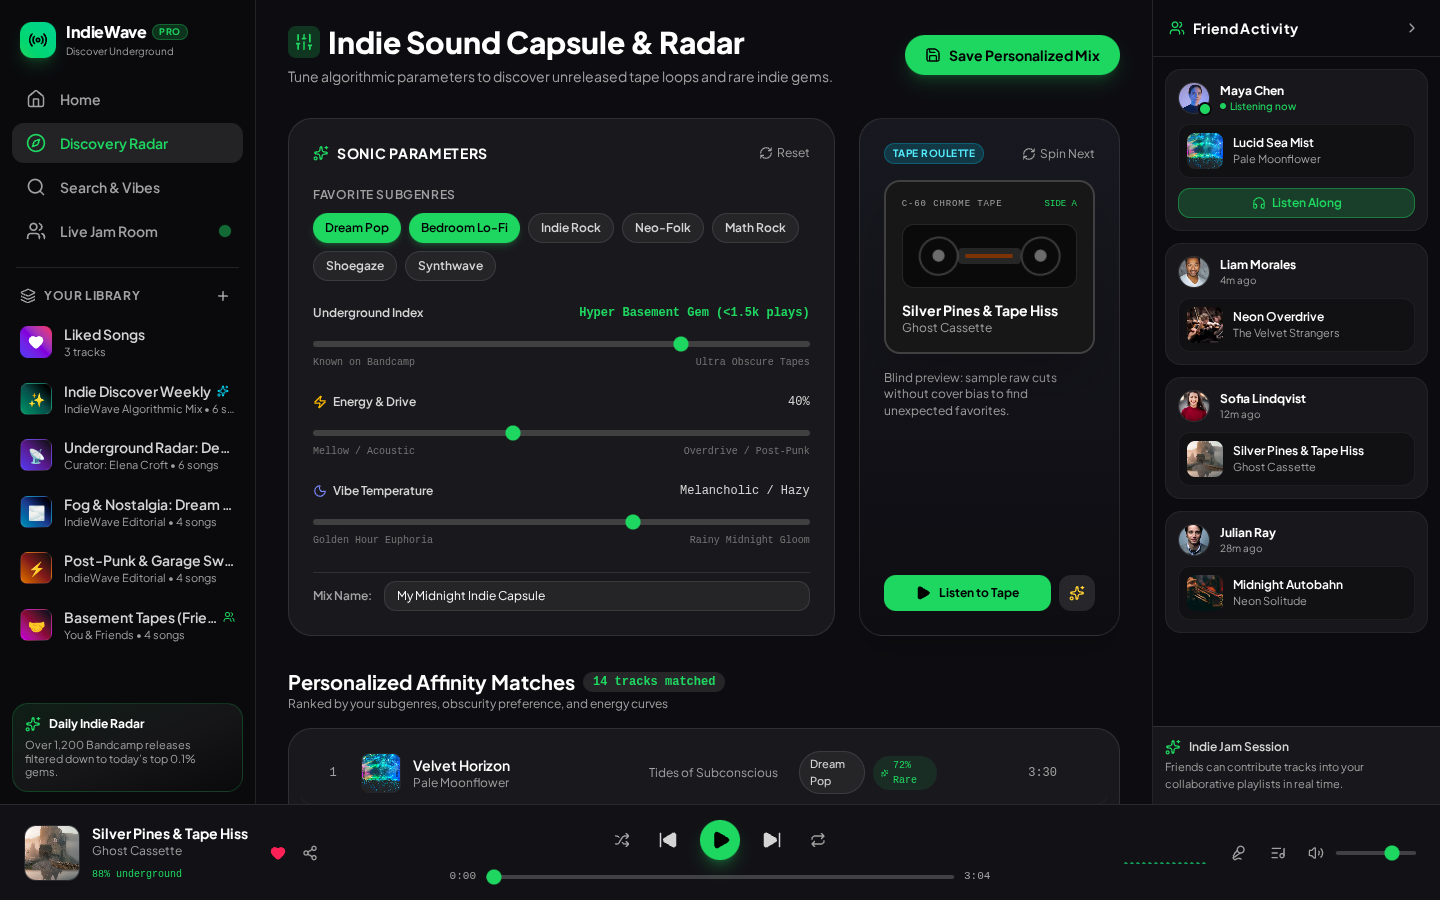 IndieWave PRO
Discover Underground
Home
Discovery Radar
Search & Vibes
Live Jam Room
YOUR LIBRARY
Liked Songs
3 tracks
Indie Discover Weekly
IndieWave Algorithmic Mix • 6 s...
Underground Radar: De...
Curator: Elena Croft • 6 songs
Fog & Nostalgia: Dream ...
IndieWave Editorial • 4 songs
Post-Punk & Garage Sw...
IndieWave Editorial • 4 songs
Basement Tapes (Frie...
You & Friends • 4 songs
Daily Indie Radar
Over 1,200 Bandcamp releases
filtered down to today's top 0.1%
gems.
Indie Sound Capsule & Radar
Tune algorithmic parameters to discover unreleased tape loops and rare indie gems.
Save Personalized Mix
SONIC PARAMETERS
Reset
FAVORITE SUBGENRES
Dream Pop
Bedroom Lo-Fi
Indie Rock
Neo-Folk
Math Rock
Shoegaze
Synthwave
Underground Index
Hyper Basement Gem (<1.5k plays)
Known on Bandcamp
Ultra Obscure Tapes
Energy & Drive
40%
Mellow / Acoustic
Overdrive / Post-Punk
Vibe Temperature
Melancholic / Hazy
Golden Hour Euphoria
Rainy Midnight Gloom
Mix Name:
My Midnight Indie Capsule
TAPE ROULETTE
Spin Next
C-60 CHROME TAPE
SIDE A
Silver Pines & Tape Hiss
Ghost Cassette
Blind preview: sample raw cuts
without cover bias to find
unexpected favorites.
Listen to Tape
Personalized Affinity Matches
14 tracks matched
Ranked by your subgenres, obscurity preference, and energy curves
1
Velvet Horizon
Pale Moonflower
Tides of Subconscious
Dream
Pop
72%
Rare
3:30
Friend Activity
Maya Chen
Listening now
Lucid Sea Mist
Pale Moonflower
Listen Along
Liam Morales
4m ago
Neon Overdrive
The Velvet Strangers
Sofia Lindqvist
12m ago
Silver Pines & Tape Hiss
Ghost Cassette
Julian Ray
28m ago
Midnight Autobahn
Neon Solitude
Indie Jam Session
Friends can contribute tracks into your
collaborative playlists in real time.
Silver Pines & Tape Hiss
Ghost Cassette
88% underground
0:00
3:04